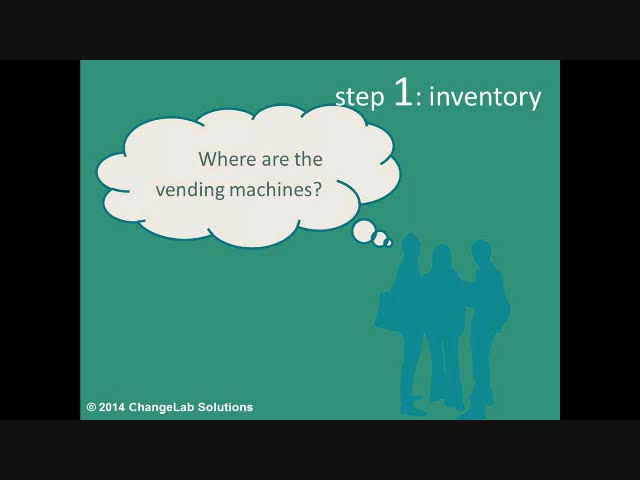 step 1: inventory
Where are the
vending machines?
© 2014 ChangeLab Solutions